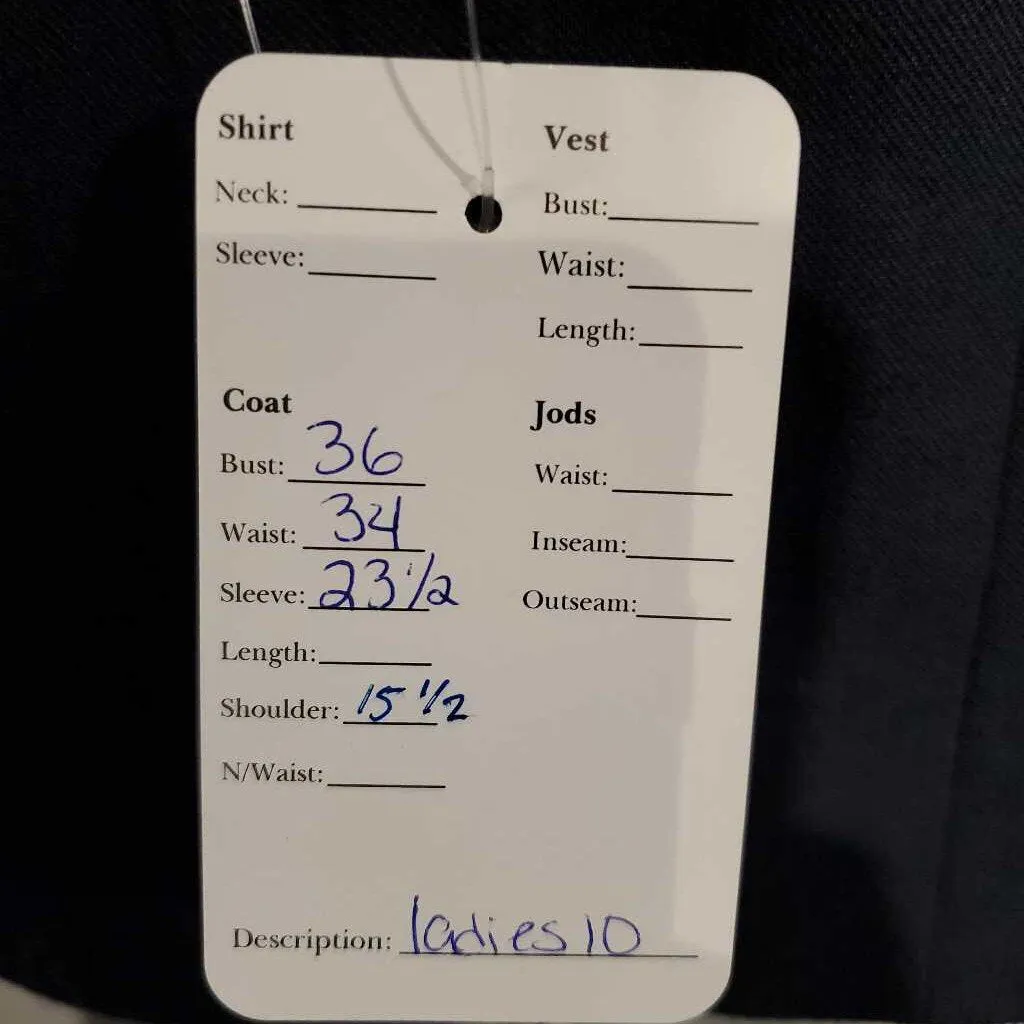 Shirt
Neck:
Sleeve:
Vest
Bust:
Waist:
Length:
Coat
Bust: 36
Waist: 34
Sleeve: 23 1/2
Length:
Shoulder: 15 1/2
N/Waist:
Jods
Waist:
Inseam:
Outseam:
Description: ladies 10